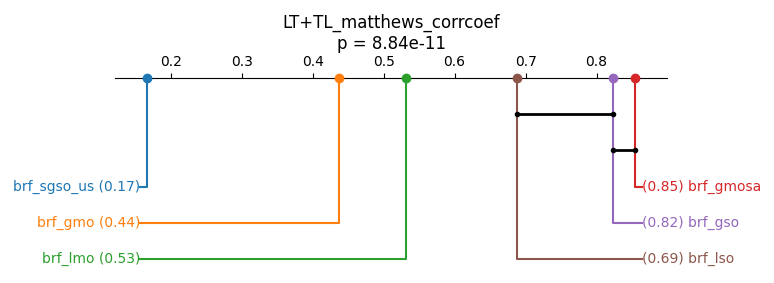 LT+TL_matthews_corrcoef
p = 8.84e-11
0.2 0.3 0.4 0.5 0.6 0.7 0.8
brf_sgso_us (0.17) (0.85) brf_gmosa
brf_gmo (0.44) (0.82) brf_gso
brf_lmo (0.53) (0.69) brf_lso